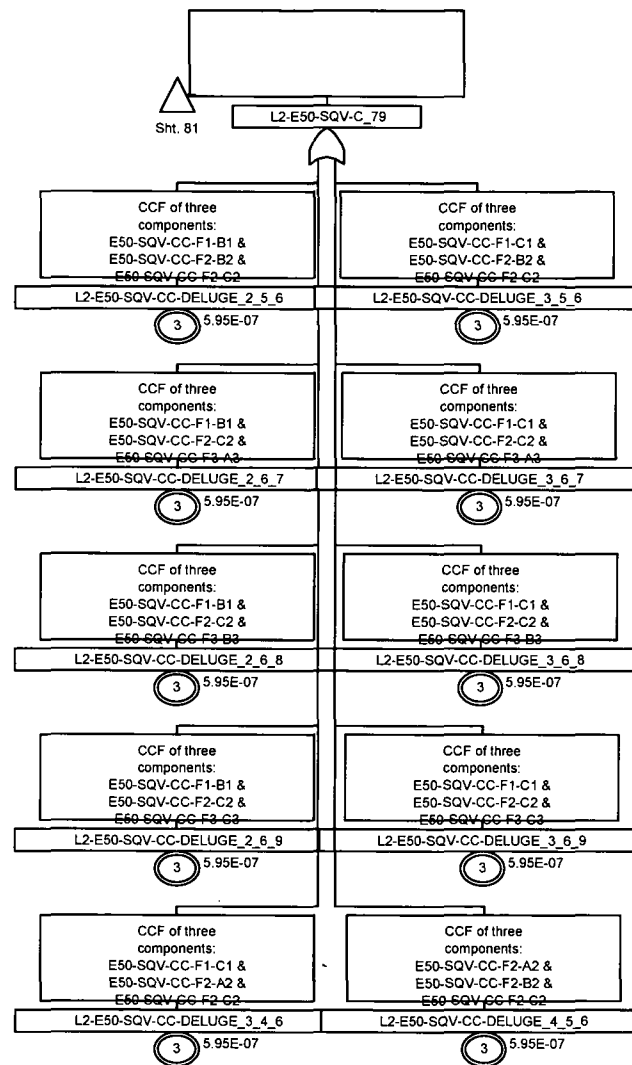 Sht. 81
L2-E50-SQV-C_79
CCF of three
components:
E50-SQV-CC-F1-B1 &
E50-SQV-CC-F2-B2 &
E50-SQV-CC-F2-C2
L2-E50-SQV-CC-DELUGE_2_5_6
3 5.95E-07
CCF of three
components:
E50-SQV-CC-F1-C1 &
E50-SQV-CC-F2-B2 &
E50-SQV-CC-F2-C2
L2-E50-SQV-CC-DELUGE_3_5_6
3 5.95E-07
CCF of three
components:
E50-SQV-CC-F1-B1 &
E50-SQV-CC-F2-C2 &
E50-SQV-CC-F3-A3
L2-E50-SQV-CC-DELUGE_2_6_7
3 5.95E-07
CCF of three
components:
E50-SQV-CC-F1-C1 &
E50-SQV-CC-F2-C2 &
E50-SQV-CC-F3-A3
L2-E50-SQV-CC-DELUGE_3_6_7
3 5.95E-07
CCF of three
components:
E50-SQV-CC-F1-B1 &
E50-SQV-CC-F2-C2 &
E50-SQV-CC-F3-B3
L2-E50-SQV-CC-DELUGE_2_6_8
3 5.95E-07
CCF of three
components:
E50-SQV-CC-F1-C1 &
E50-SQV-CC-F2-C2 &
E50-SQV-CC-F3-B3
L2-E50-SQV-CC-DELUGE_3_6_8
3 5.95E-07
CCF of three
components:
E50-SQV-CC-F1-B1 &
E50-SQV-CC-F2-C2 &
E50-SQV-CC-F3-C3
L2-E50-SQV-CC-DELUGE_2_6_9
3 5.95E-07
CCF of three
components:
E50-SQV-CC-F1-C1 &
E50-SQV-CC-F2-C2 &
E50-SQV-CC-F3-C3
L2-E50-SQV-CC-DELUGE_3_6_9
3 5.95E-07
CCF of three
components:
E50-SQV-CC-F1-C1 &
E50-SQV-CC-F2-A2 &
E50-SQV-CC-F2-C2
L2-E50-SQV-CC-DELUGE_3_4_6
3 5.95E-07
CCF of three
components:
E50-SQV-CC-F2-A2 &
E50-SQV-CC-F2-B2 &
E50-SQV-CC-F2-C2
L2-E50-SQV-CC-DELUGE_4_5_6
3 5.95E-07